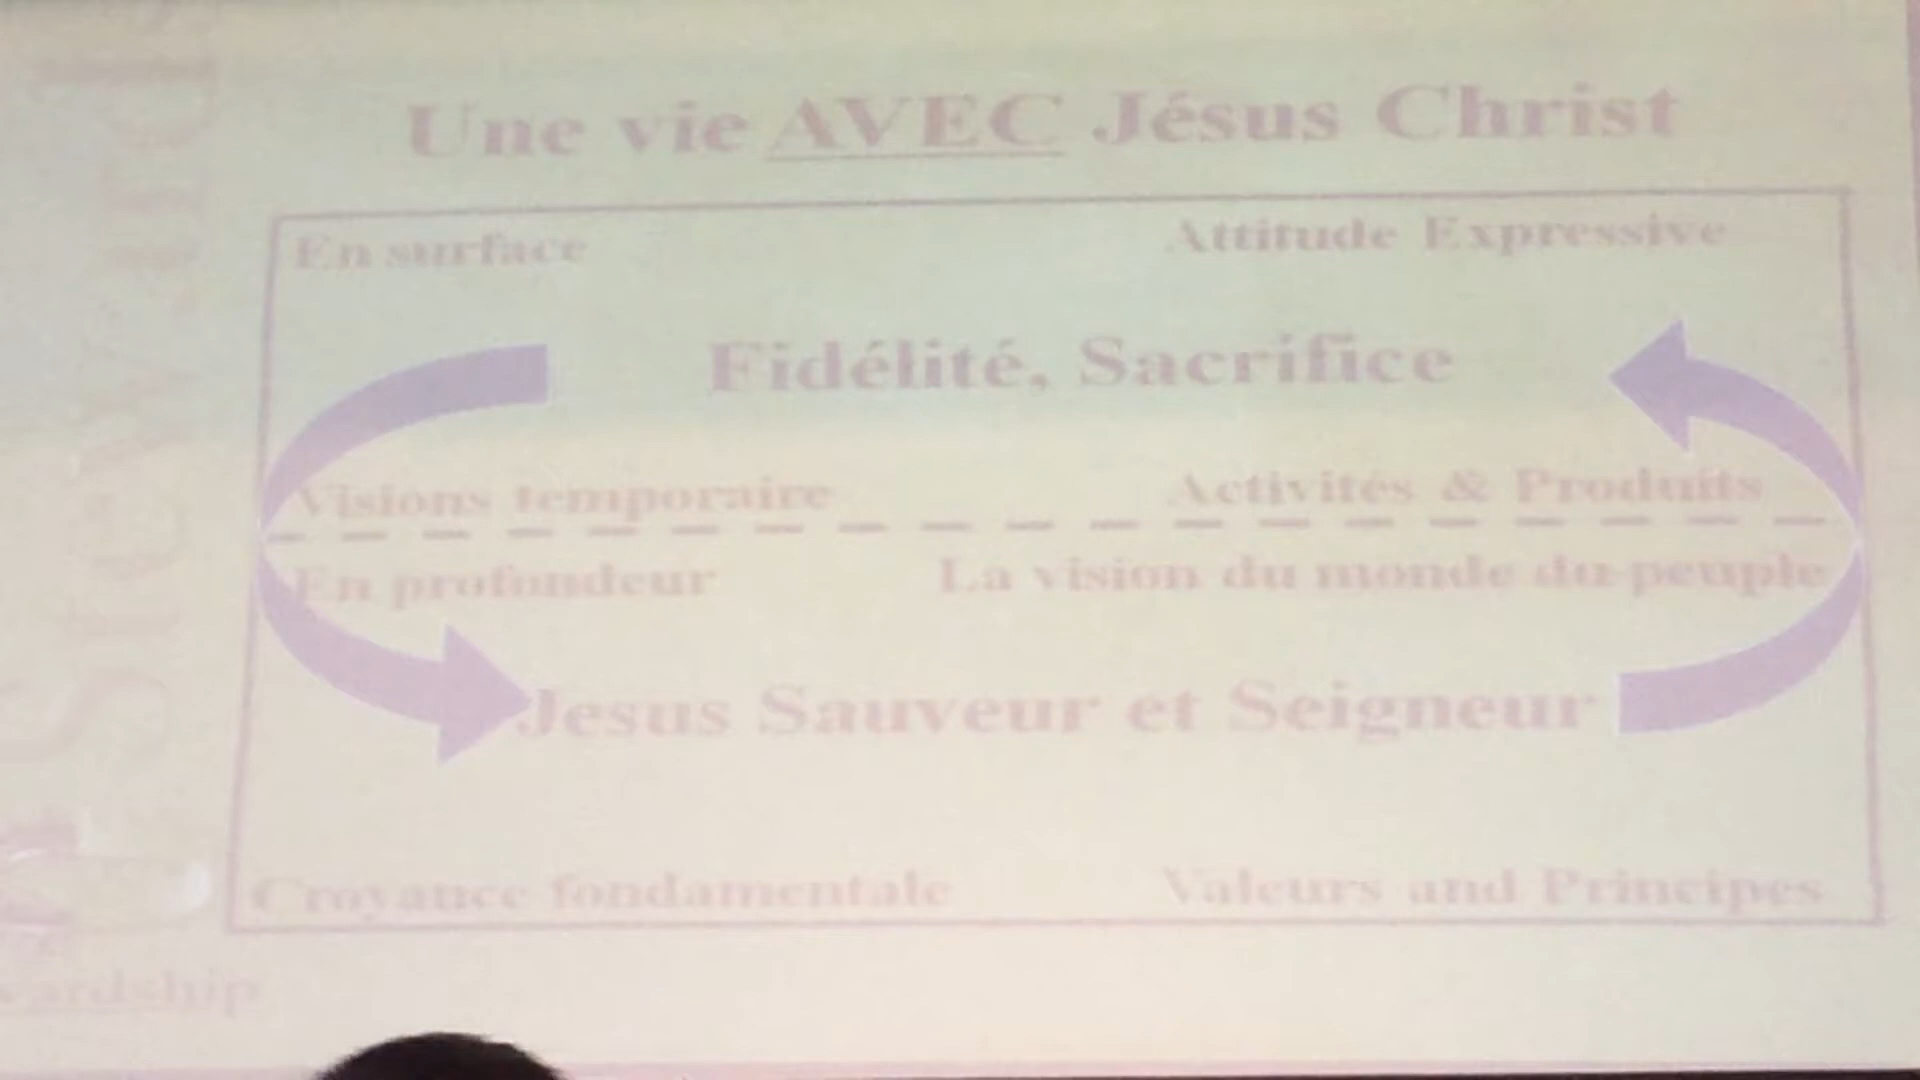 Une vie AVEC Jésus Christ
En surface
Attitude Expressive
Fidélité, Sacrifice
Visions temporaire
Activités & Produits
En profondeur
La vision du monde du peuple
Jesus Sauveur et Seigneur
Croyance fondamentale
Valeurs and Principes